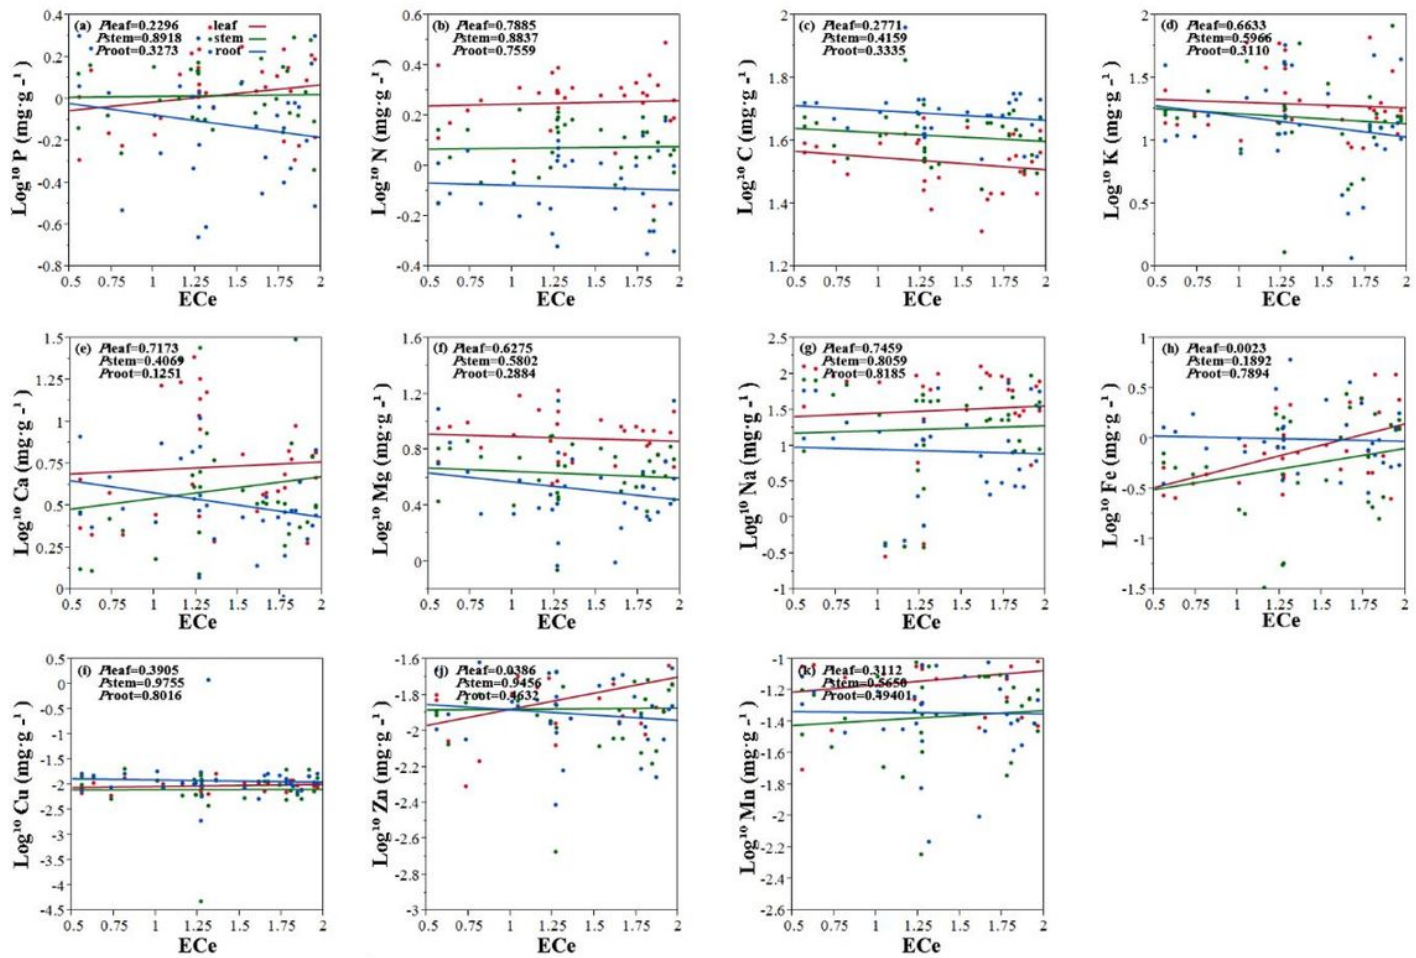 (a) Pleaf=0.2296 leaf
Pstem=0.8918 stem
Proot=0.3273 root
0.4
0.2
0
-0.2
-0.4
-0.6
-0.8
Log¹⁰ P (mg·g -¹ )
0.5 0.75 1 1.25 1.5 1.75 2
ECe
(b) Pleaf=0.7885
Pstem=0.8837
Proot=0.7559
0.6
0.4
0.2
0
-0.2
-0.4
Log¹⁰ N (mg·g -¹ )
0.5 0.75 1 1.25 1.5 1.75 2
ECe
(c) Pleaf=0.2771
Pstem=0.4159
Proot=0.3335
2
1.8
1.6
1.4
1.2
Log¹⁰ C (mg·g -¹ )
0.5 0.75 1 1.25 1.5 1.75 2
ECe
(d) Pleaf=0.6633
Pstem=0.5966
Proot=0.3110
2
1.5
1
0.5
0
Log¹⁰ K (mg·g -¹ )
0.5 0.75 1 1.25 1.5 1.75 2
ECe
(e) Pleaf=0.7173
Pstem=0.4069
Proot=0.1251
1.5
1.25
1
0.75
0.5
0.25
0
Log¹⁰ Ca (mg·g -¹ )
0.5 0.75 1 1.25 1.5 1.75 2
ECe
(f) Pleaf=0.6275
Pstem=0.5802
Proot=0.2884
1.6
1.2
0.8
0.4
0
Log¹⁰ Mg (mg·g -¹ )
0.5 0.75 1 1.25 1.5 1.75 2
ECe
(g) Pleaf=0.7459
Pstem=0.8059
Proot=0.8185
2.5
2
1.5
1
0.5
0
-0.5
-1
Log¹⁰ Na (mg·g -¹ )
0.5 0.75 1 1.25 1.5 1.75 2
ECe
(h) Pleaf=0.0023
Pstem=0.1892
Proot=0.7894
1
0.5
0
-0.5
-1
-1.5
Log¹⁰ Fe (mg·g -¹ )
0.5 0.75 1 1.25 1.5 1.75 2
ECe
(i) Pleaf=0.3905
Pstem=0.9755
Proot=0.8016
0.5
0
-0.5
-1
-1.5
-2
-2.5
-3
-3.5
-4
-4.5
Log¹⁰ Cu (mg·g -¹ )
0.5 0.75 1 1.25 1.5 1.75 2
ECe
(j) Pleaf=0.0386
Pstem=0.9456
Proot=0.4632
-1.6
-1.8
-2
-2.2
-2.4
-2.6
-2.8
-3
Log¹⁰ Zn (mg·g -¹ )
0.5 0.75 1 1.25 1.5 1.75 2
ECe
(k) Pleaf=0.3112
Pstem=0.5650
Proot=0.49401
-1
-1.2
-1.4
-1.6
-1.8
-2
-2.2
-2.4
-2.6
Log¹⁰ Mn (mg·g -¹ )
0.5 0.75 1 1.25 1.5 1.75 2
ECe